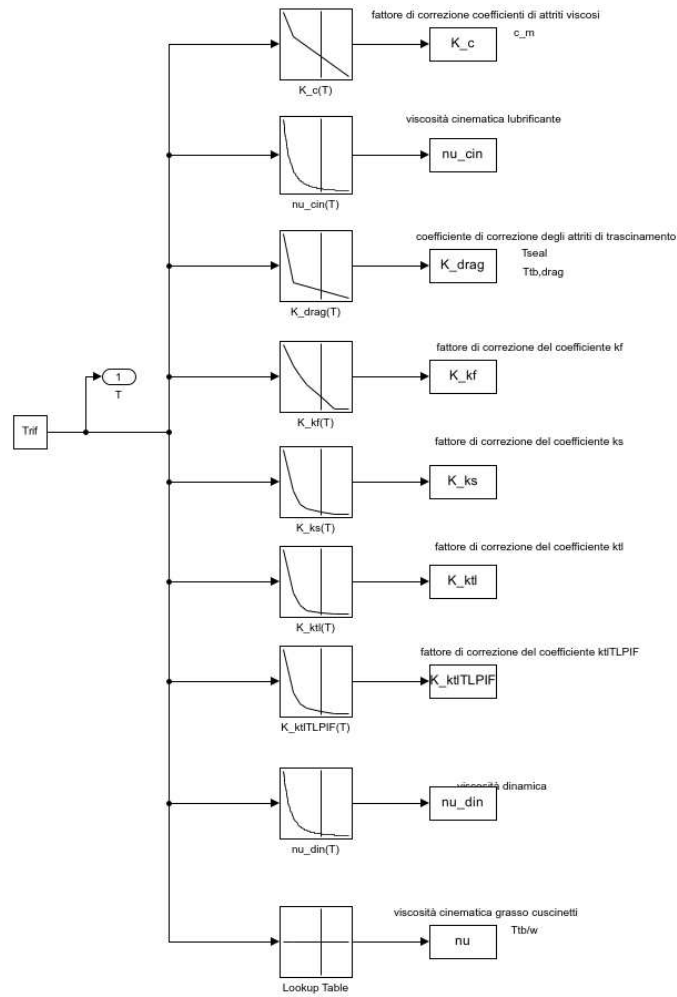 fattore di correzione coefficienti di attriti viscosi
c_m
K_c
K_c(T)
viscosità cinematica lubrificante
nu_cin
nu_cin(T)
coefficiente di correzione degli attriti di trascinamento
Tseal
Ttb,drag
K_drag
K_drag(T)
fattore di correzione del coefficiente kf
K_kf
1
T
K_kf(T)
Trif
fattore di correzione del coefficiente ks
K_ks
K_ks(T)
fattore di correzione del coefficiente ktl
K_ktl
K_ktl(T)
fattore di correzione del coefficiente ktlTLPIF
K_ktlTLPIF
K_ktlTLPIF(T)
viscosità dinamica
nu_din
nu_din(T)
viscosità cinematica grasso cuscinetti
Ttb/w
nu
Lookup Table